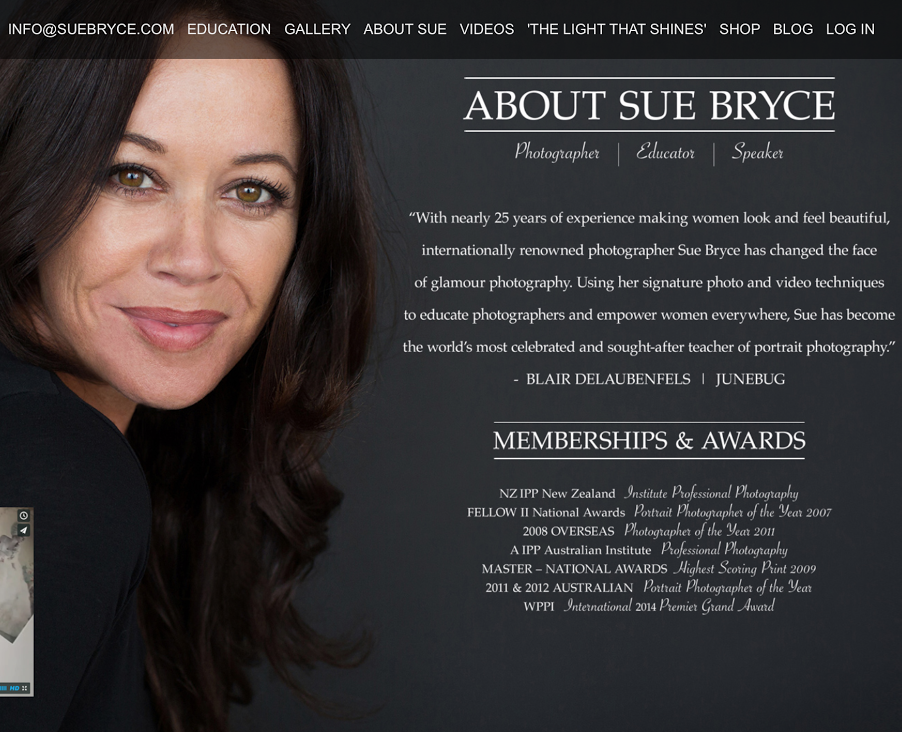 INFO@SUEBRYCE.COM EDUCATION GALLERY ABOUT SUE VIDEOS 'THE LIGHT THAT SHINES' SHOP BLOG LOG IN
ABOUT SUE BRYCE
Photographer | Educator | Speaker
“With nearly 25 years of experience making women look and feel beautiful,
internationally renowned photographer Sue Bryce has changed the face
of glamour photography. Using her signature photo and video techniques
to educate photographers and empower women everywhere, Sue has become
the world’s most celebrated and sought-after teacher of portrait photography.”
- BLAIR DELAUBENFELS | JUNEBUG
MEMBERSHIPS & AWARDS
NZ IPP New Zealand Institute Professional Photography
FELLOW II National Awards Portrait Photographer of the Year 2007
2008 OVERSEAS Photographer of the Year 2011
A IPP Australian Institute Professional Photography
MASTER – NATIONAL AWARDS Highest Scoring Print 2009
2011 & 2012 AUSTRALIAN Portrait Photographer of the Year
WPPI International 2014 Premier Grand Award
HD